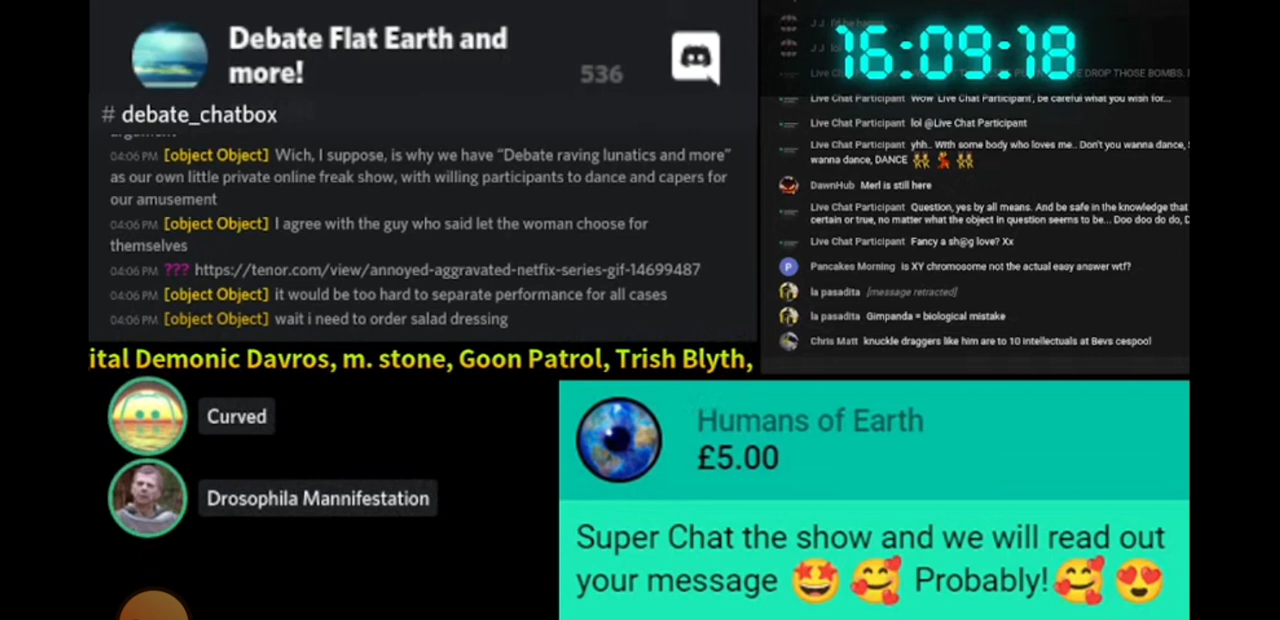 Debate Flat Earth and
more!
536
# debate_chatbox
argument
04:06 PM [object Object] Wich, I suppose, is why we have “Debate raving lunatics and more”
as our own little private online freak show, with willing participants to dance and capers for
our amusement
04:06 PM [object Object] I agree with the guy who said let the woman choose for
themselves
04:06 PM ??? https://tenor.com/view/annoyed-aggravated-netfix-series-gif-14699487
04:06 PM [object Object] it would be too hard to separate performance for all cases
04:06 PM [object Object] wait i need to order salad dressing
ital Demonic Davros, m. stone, Goon Patrol, Trish Blyth,
16:09:18
J.J
J.J lol
Live Chat DROP THOSE BOMBS.
Live Chat Participant Wow 'Live Chat Participant', be careful what you wish for...
Live Chat Participant lol @Live Chat Participant
Live Chat Participant yhh.. With some body who loves me.. Don't you wanna dance,
wanna dance, DANCE
DawnHub Merl is still here
Live Chat Participant Question, yes by all means. And be safe in the knowledge that
certain or true, no matter what the object in question seems to be... Doo doo do do, D
Live Chat Participant Fancy a sh@g love? Xx
P Pancakes Morning is XY chromosome not the actual easy answer wtf?
la pasadita [message retracted]
la pasadita Gimpanda = biological mistake
Chris Matt knuckle draggers like him are to 10 intellectuals at Bevs cespool
Curved
Drosophila Mannifestation
Humans of Earth
£5.00
Super Chat the show and we will read out
your message 🤩 🥰 Probably!🥰 😍